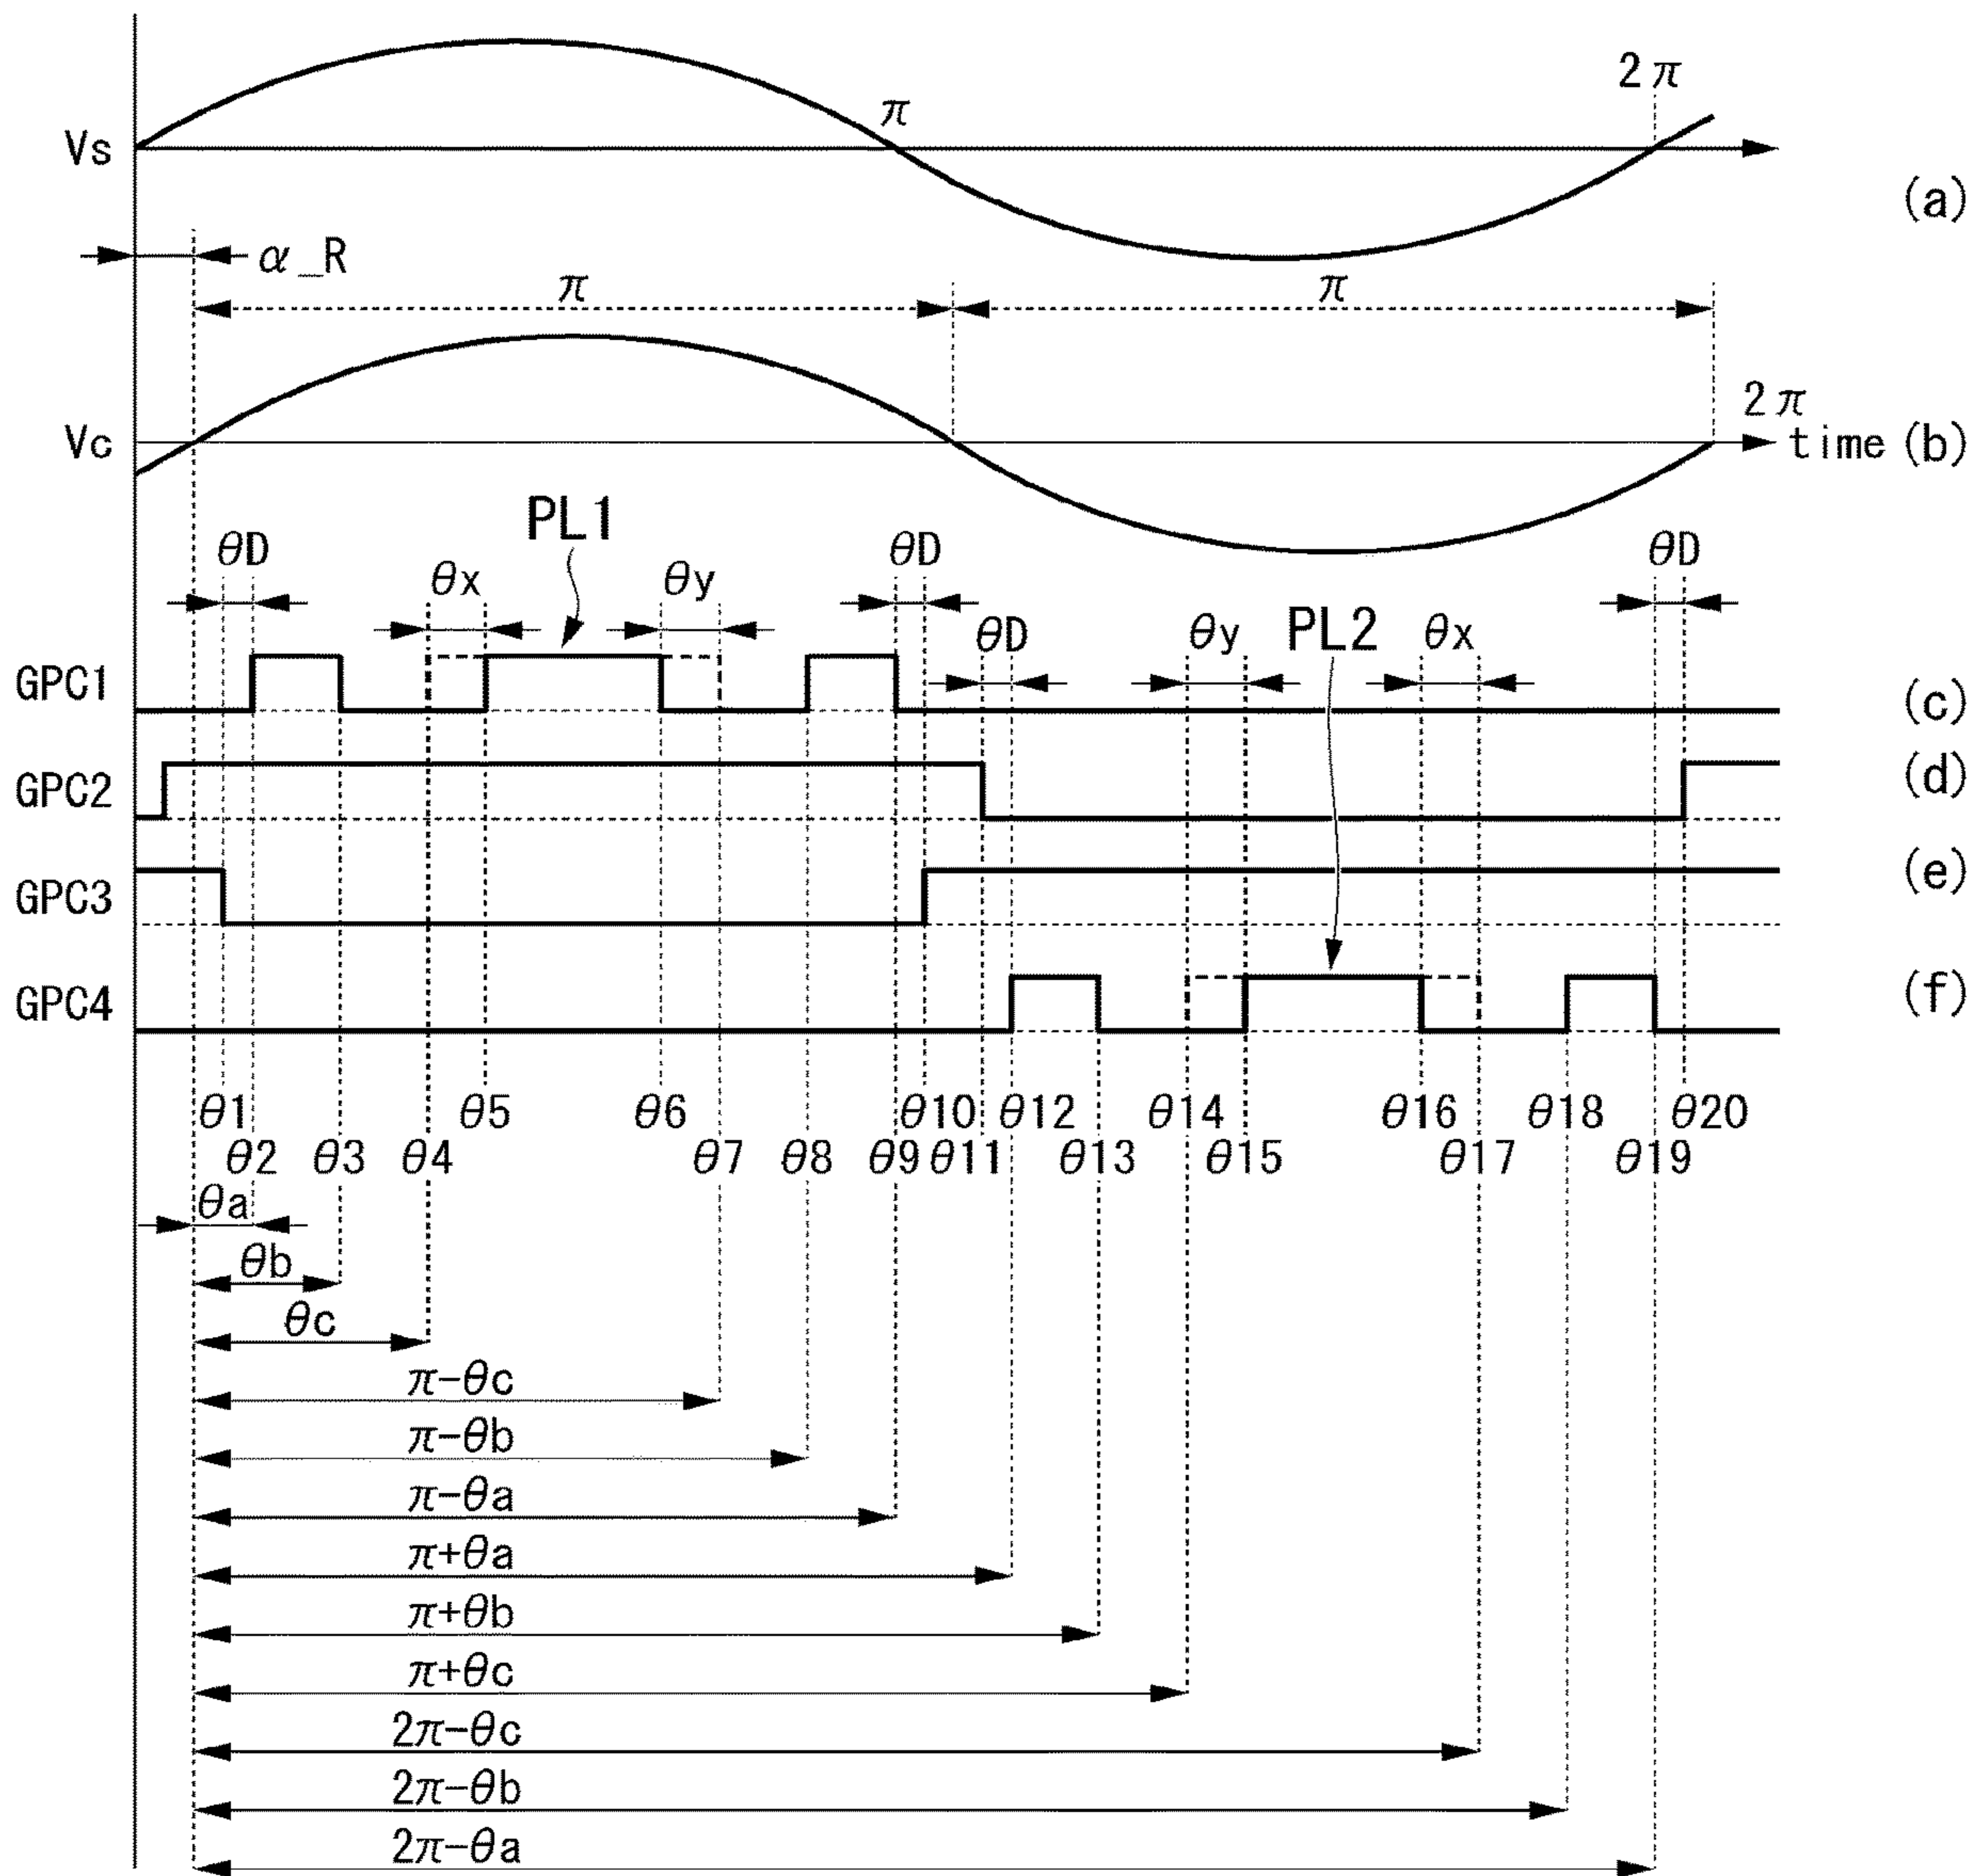 2π
π
Vs
(a)
α_R
π
π
2π
Vc
time (b)
PL1
θD
θD
θD
θx
θy
θD
θy
PL2
θx
GPC1
(c)
GPC2
(d)
GPC3
(e)
GPC4
(f)
θ1 θ5 θ6 θ10 θ12 θ14 θ16 θ18 θ20
θ2 θ3 θ4 θ7 θ8 θ9 θ11 θ13 θ15 θ17 θ19
θa
θb
θc
π-θc
π-θb
π-θa
π+θa
π+θb
π+θc
2π-θc
2π-θb
2π-θa